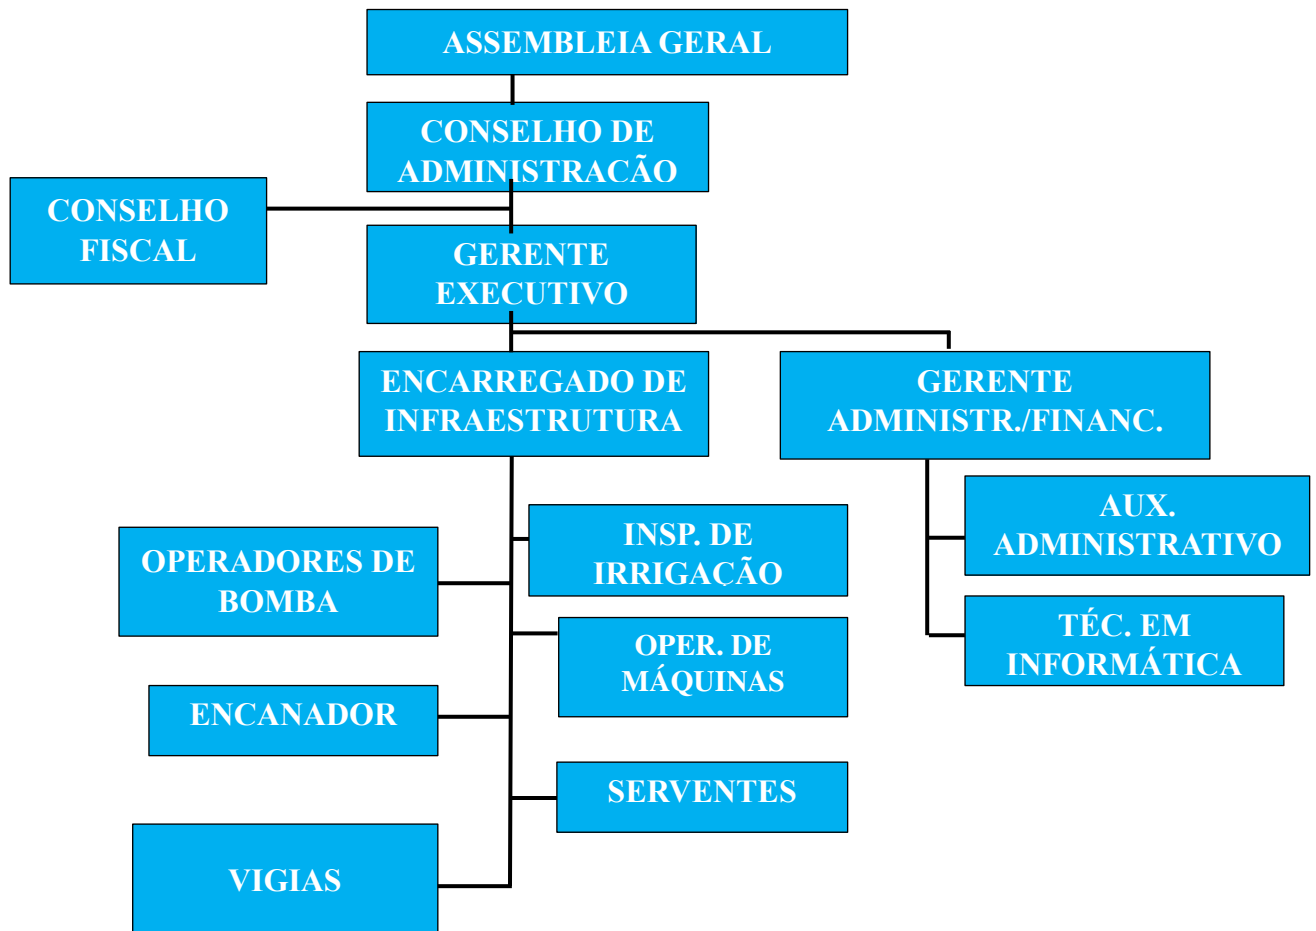 ASSEMBLEIA GERAL
CONSELHO DE
ADMINISTRACÃO
CONSELHO
FISCAL
GERENTE
EXECUTIVO
ENCARREGADO DE
INFRAESTRUTURA
GERENTE
ADMINISTR./FINANC.
AUX.
ADMINISTRATIVO
INSP. DE
IRRIGAÇÃO
OPERADORES DE
BOMBA
TÉC. EM
INFORMÁTICA
OPER. DE
MÁQUINAS
ENCANADOR
SERVENTES
VIGIAS